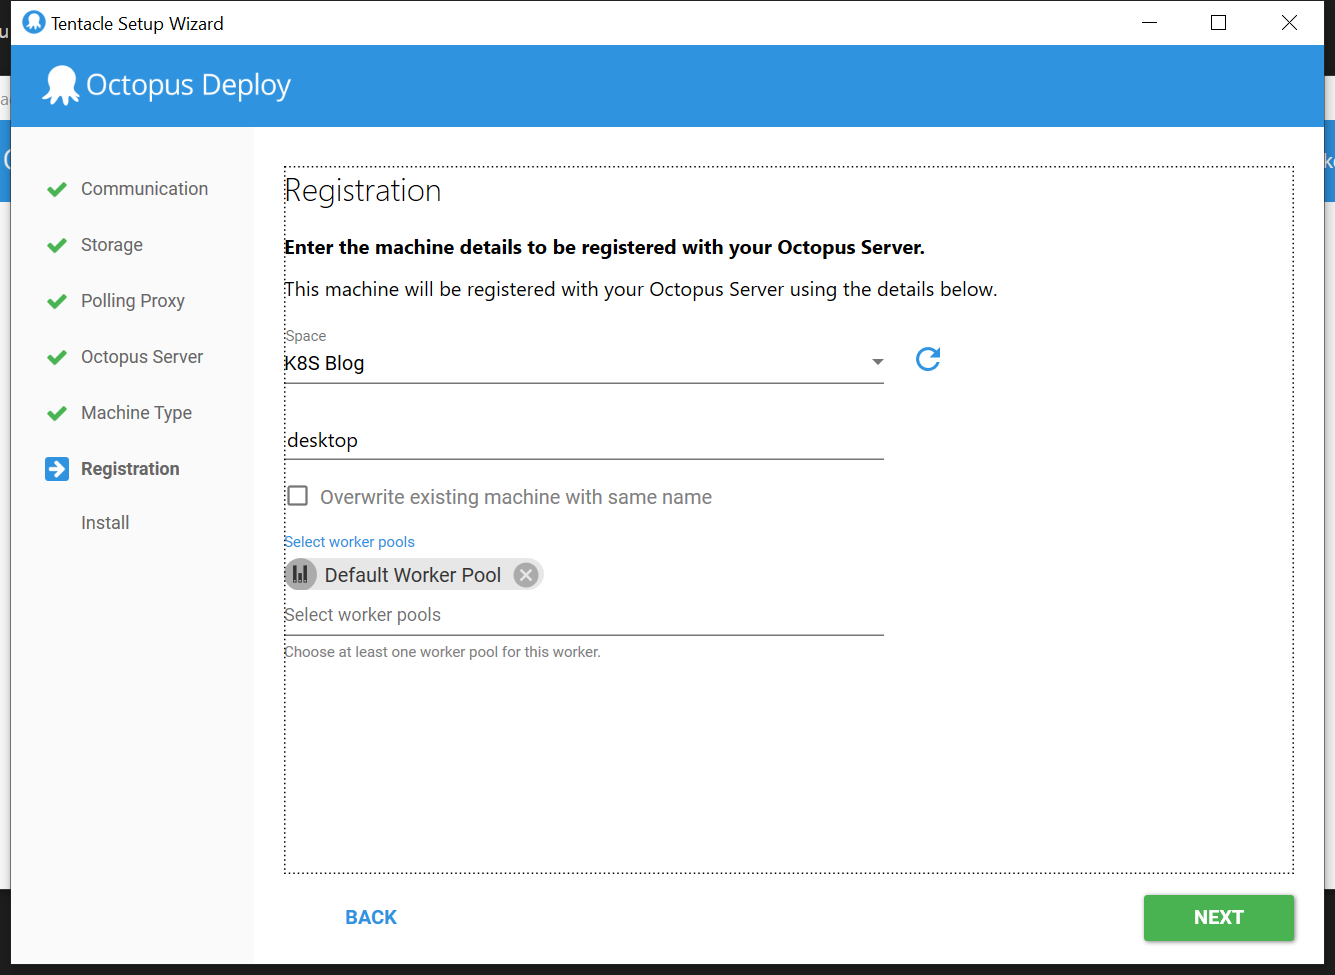 Tentacle Setup Wizard
Octopus Deploy
Communication
Storage
Polling Proxy
Octopus Server
Machine Type
Registration
Install
Registration
Enter the machine details to be registered with your Octopus Server.
This machine will be registered with your Octopus Server using the details below.
Space
K8S Blog
desktop
Overwrite existing machine with same name
Select worker pools
Default Worker Pool
Select worker pools
Choose at least one worker pool for this worker.
BACK
NEXT